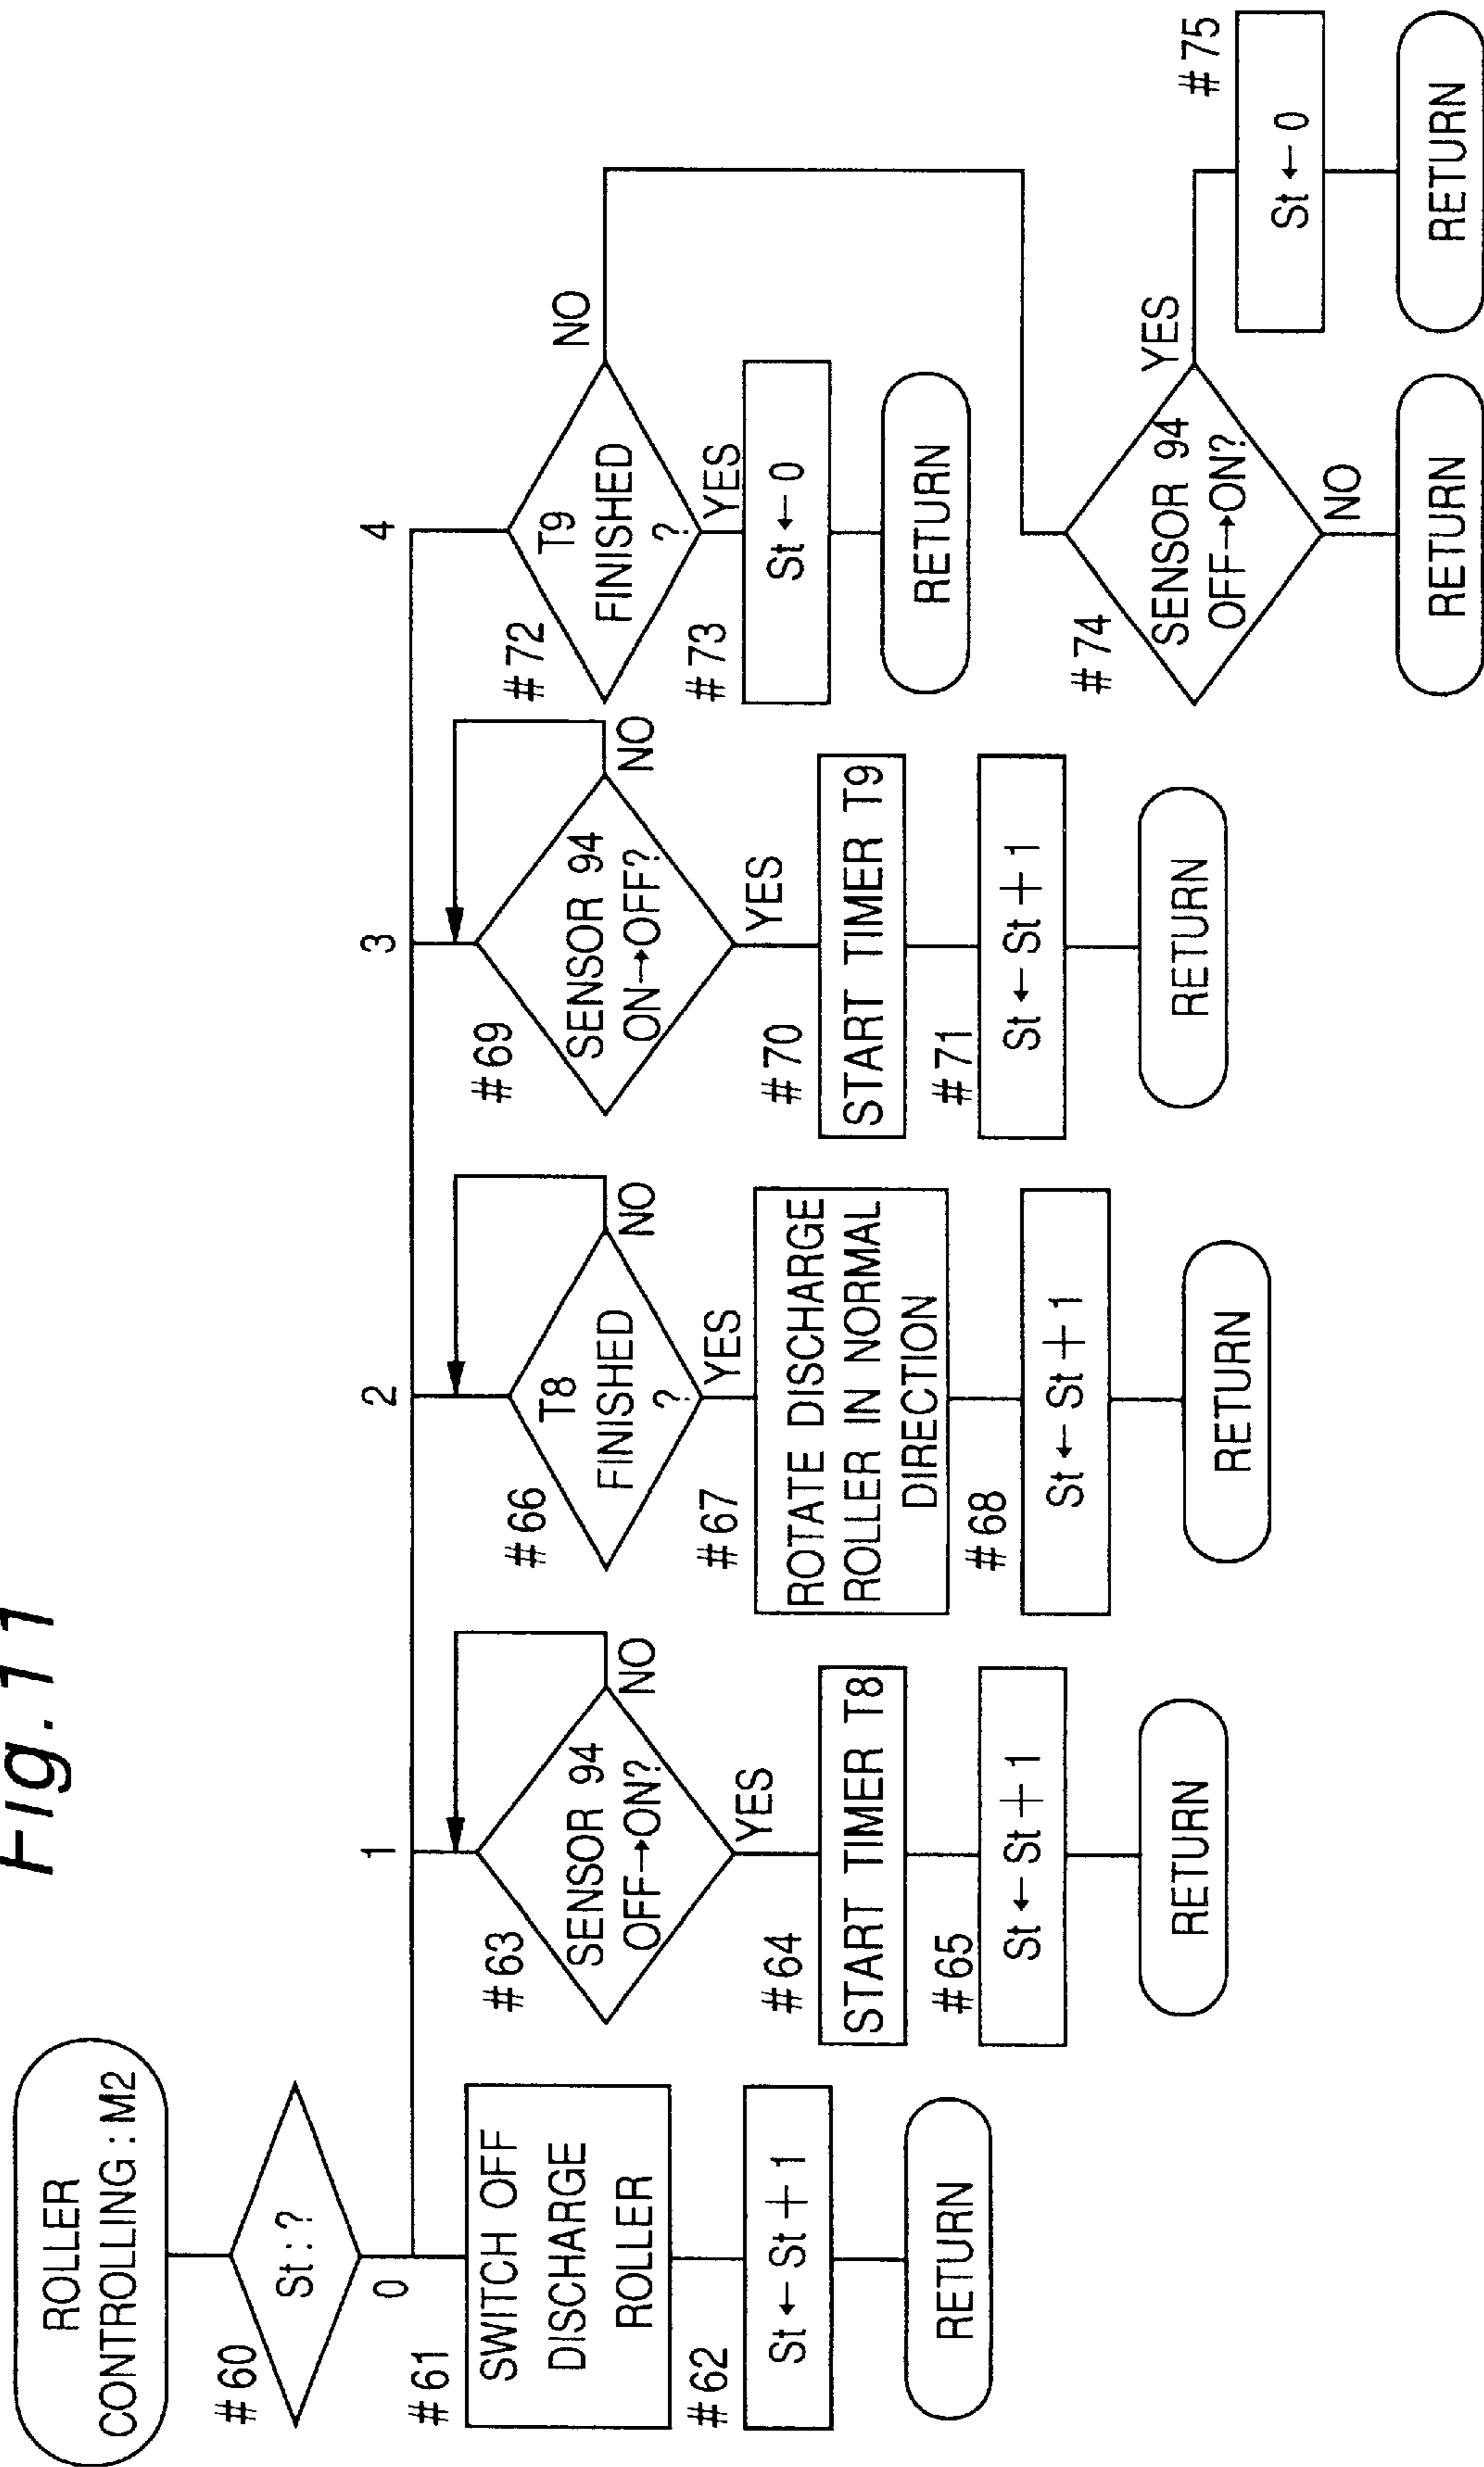 Fig. 11
ROLLER
CONTROLLING : M2
#60
St : ?
0
1
2
3
4
#61
SWITCH OFF
DISCHARGE
ROLLER
#62
St ← St + 1
RETURN
#63
SENSOR 94
OFF→ON?
NO
YES
#64
START TIMER T8
#65
St ← St + 1
RETURN
#66
T8
FINISHED
?
NO
YES
#67
ROTATE DISCHARGE
ROLLER IN NORMAL
DIRECTION
#68
St ← St + 1
RETURN
#69
SENSOR 94
ON→OFF?
NO
YES
#70
START TIMER T9
#71
St ← St + 1
RETURN
#72
T9
FINISHED
?
NO
YES
#73
St ← 0
RETURN
#74
SENSOR 94
OFF→ON?
YES
NO
RETURN
#75
St ← 0
RETURN